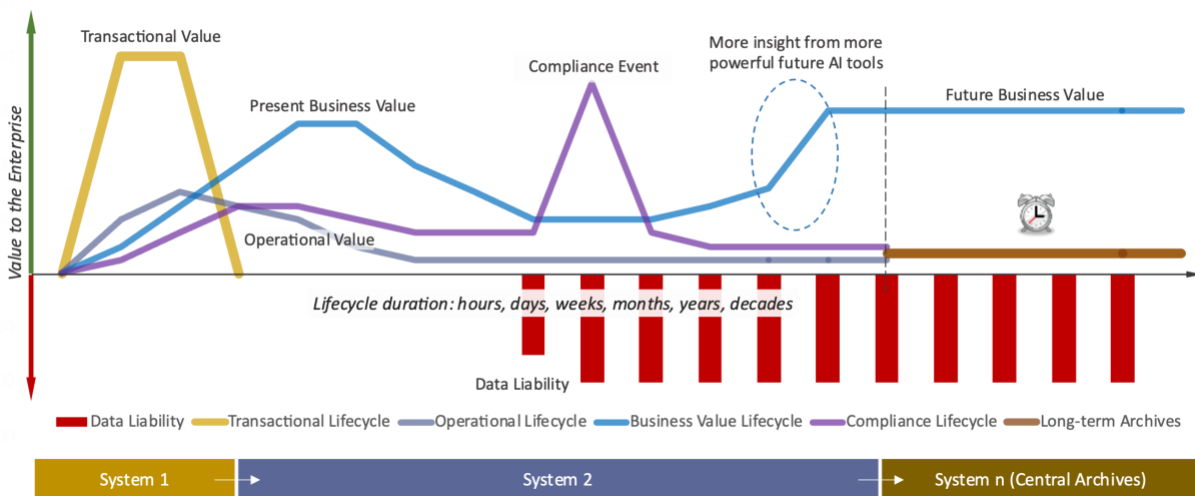 Value to the Enterprise
Transactional Value
Present Business Value
Operational Value
Compliance Event
More insight from more
powerful future AI tools
Future Business Value
Lifecycle duration: hours, days, weeks, months, years, decades
Data Liability
Data Liability
Transactional Lifecycle
Operational Lifecycle
Business Value Lifecycle
Compliance Lifecycle
Long-term Archives
System 1
System 2
System n (Central Archives)